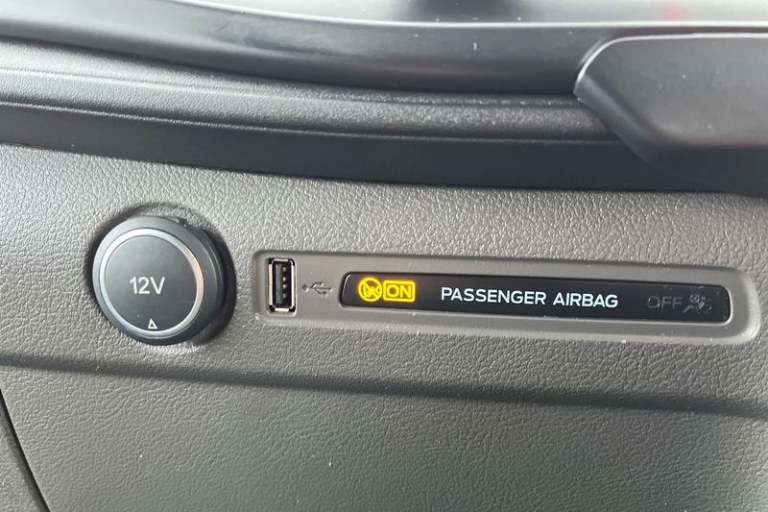 12V
ON PASSENGER AIRBAG OFF